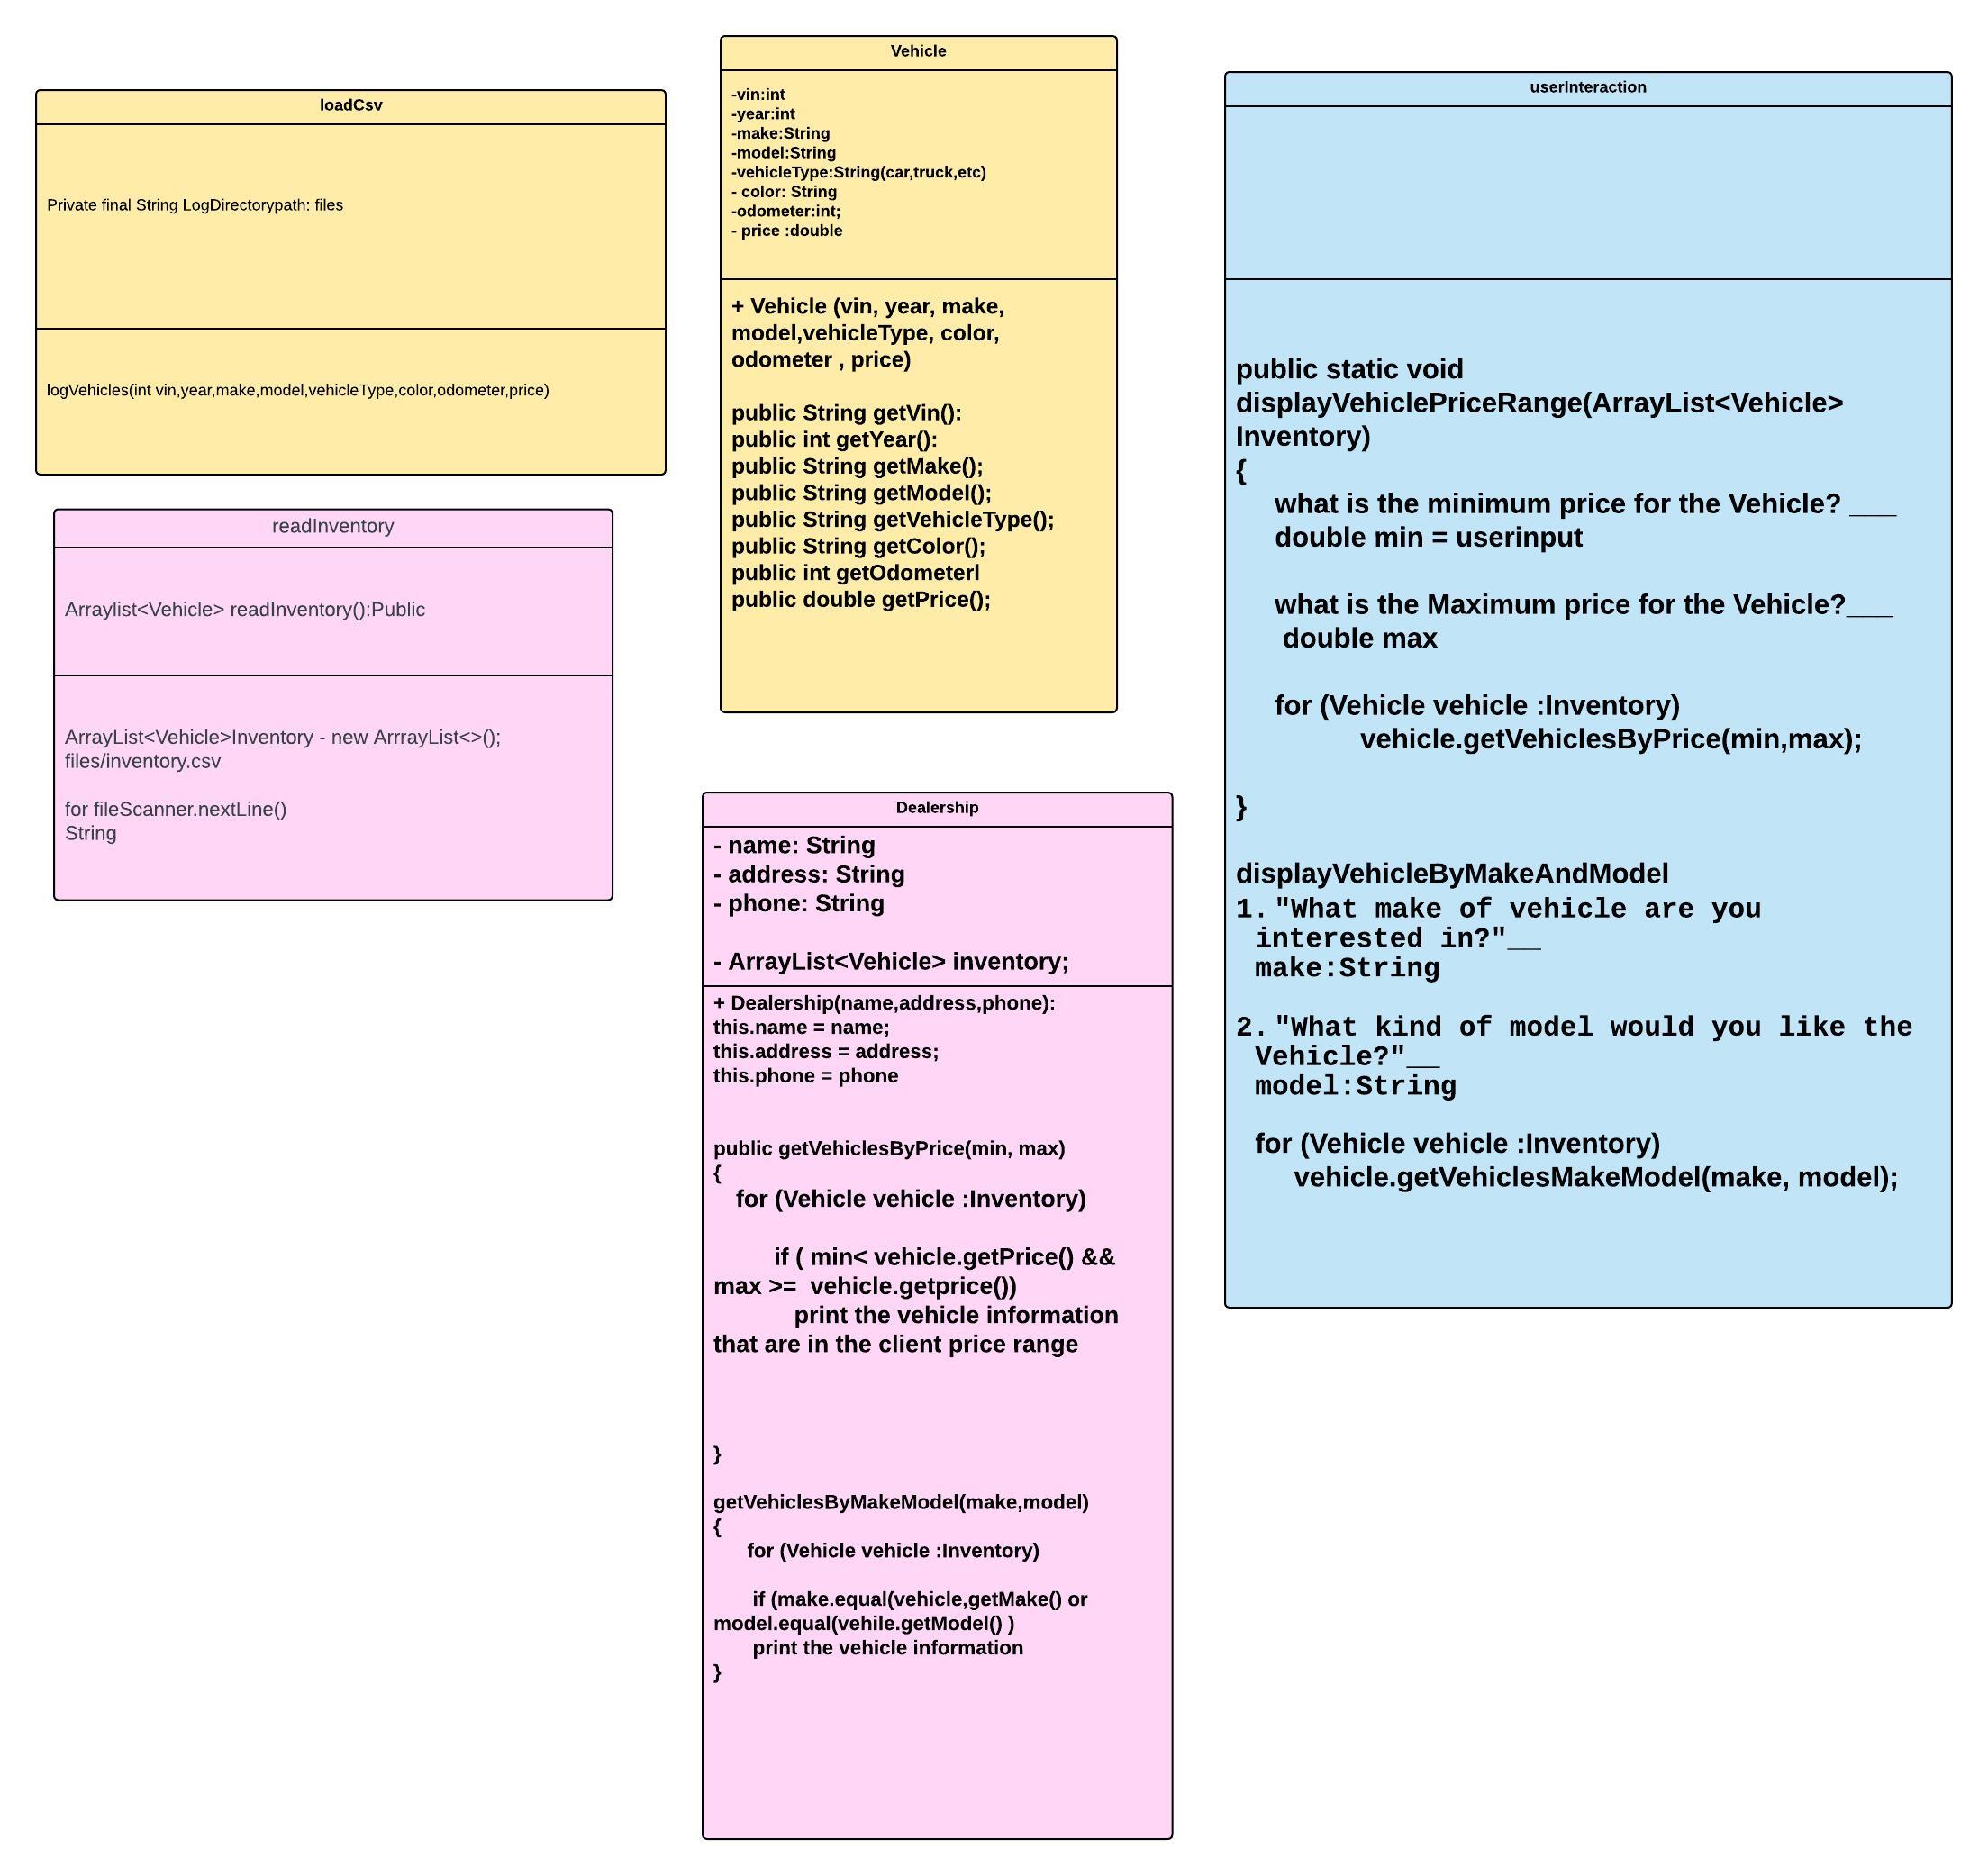 loadCsv
Private final String LogDirectorypath: files
logVehicles(int vin,year,make,model,vehicleType,color,odometer,price)
readInventory
Arraylist<Vehicle> readInventory():Public
ArrayList<Vehicle>Inventory - new ArrrayList<>();
files/inventory.csv
for fileScanner.nextLine()
String
Vehicle
-vin:int
-year:int
-make:String
-model:String
-vehicleType:String(car,truck,etc)
- color: String
-odometer:int;
- price :double
+ Vehicle (vin, year, make,
model,vehicleType, color,
odometer , price)
public String getVin():
public int getYear():
public String getMake();
public String getModel();
public String getVehicleType();
public String getColor();
public int getOdometerl
public double getPrice();
Dealership
- name: String
- address: String
- phone: String
- ArrayList<Vehicle> inventory;
+ Dealership(name,address,phone):
this.name = name;
this.address = address;
this.phone = phone
public getVehiclesByPrice(min, max)
{
for (Vehicle vehicle :Inventory)
if ( min< vehicle.getPrice() &&
max >=  vehicle.getprice())
print the vehicle information
that are in the client price range
}
getVehiclesByMakeModel(make,model)
{
for (Vehicle vehicle :Inventory)
if (make.equal(vehicle,getMake() or
model.equal(vehile.getModel() )
print the vehicle information
}
userInteraction
public static void
displayVehiclePriceRange(ArrayList<Vehicle>
Inventory)
{
what is the minimum price for the Vehicle? ___
double min = userinput
what is the Maximum price for the Vehicle?___
double max
for (Vehicle vehicle :Inventory)
vehicle.getVehiclesByPrice(min,max);
}
displayVehicleByMakeAndModel
1. "What make of vehicle are you
interested in?"__
make:String
2. "What kind of model would you like the
Vehicle?"__
model:String
for (Vehicle vehicle :Inventory)
vehicle.getVehiclesMakeModel(make, model);